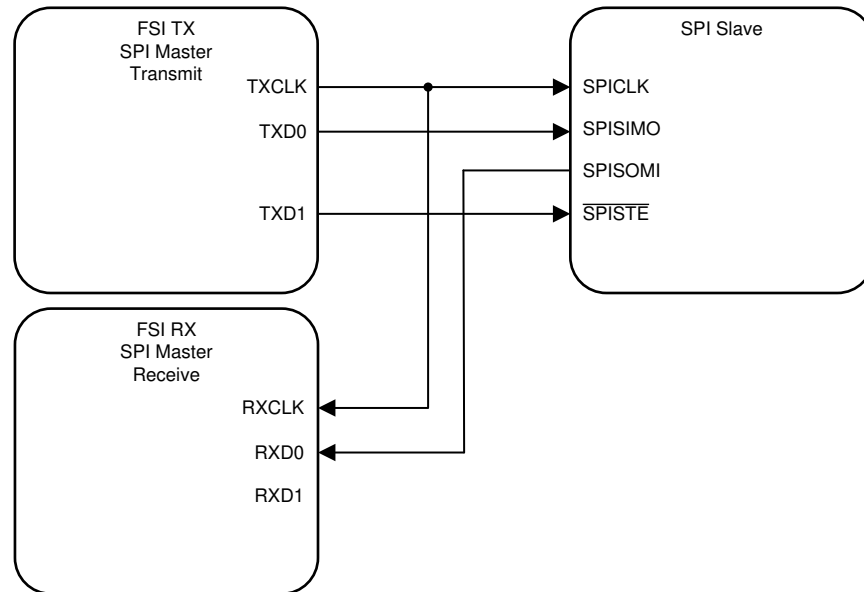 FSI TX
SPI Master
Transmit
TXCLK
TXD0
TXD1
SPI Slave
SPICLK
SPISIMO
SPISOMI
SPISTE
FSI RX
SPI Master
Receive
RXCLK
RXD0
RXD1